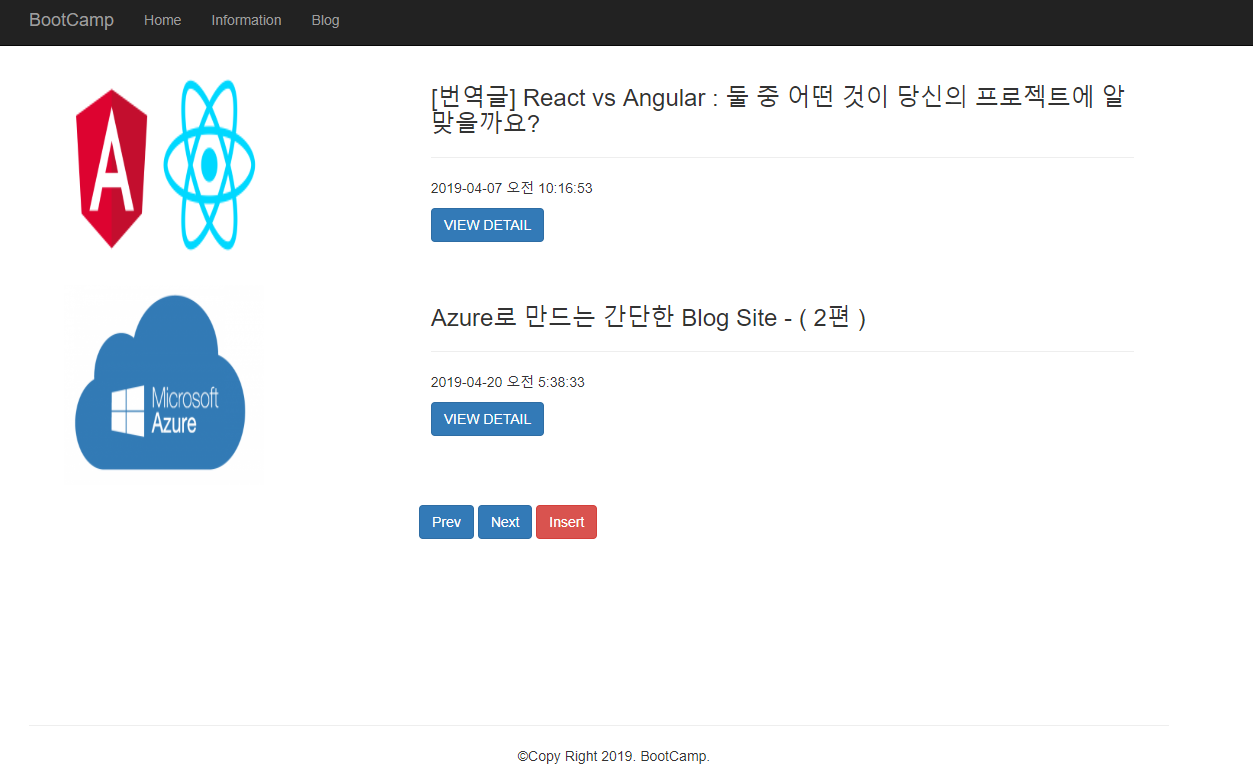 BootCamp Home Information Blog
[번역글] React vs Angular : 둘 중 어떤 것이 당신의 프로젝트에 알
맞을까요?
2019-04-07 오전 10:16:53
VIEW DETAIL
A
Azure로 만드는 간단한 Blog Site - ( 2편 )
2019-04-20 오전 5:38:33
VIEW DETAIL
Microsoft
Azure
Prev Next Insert
©Copy Right 2019. BootCamp.